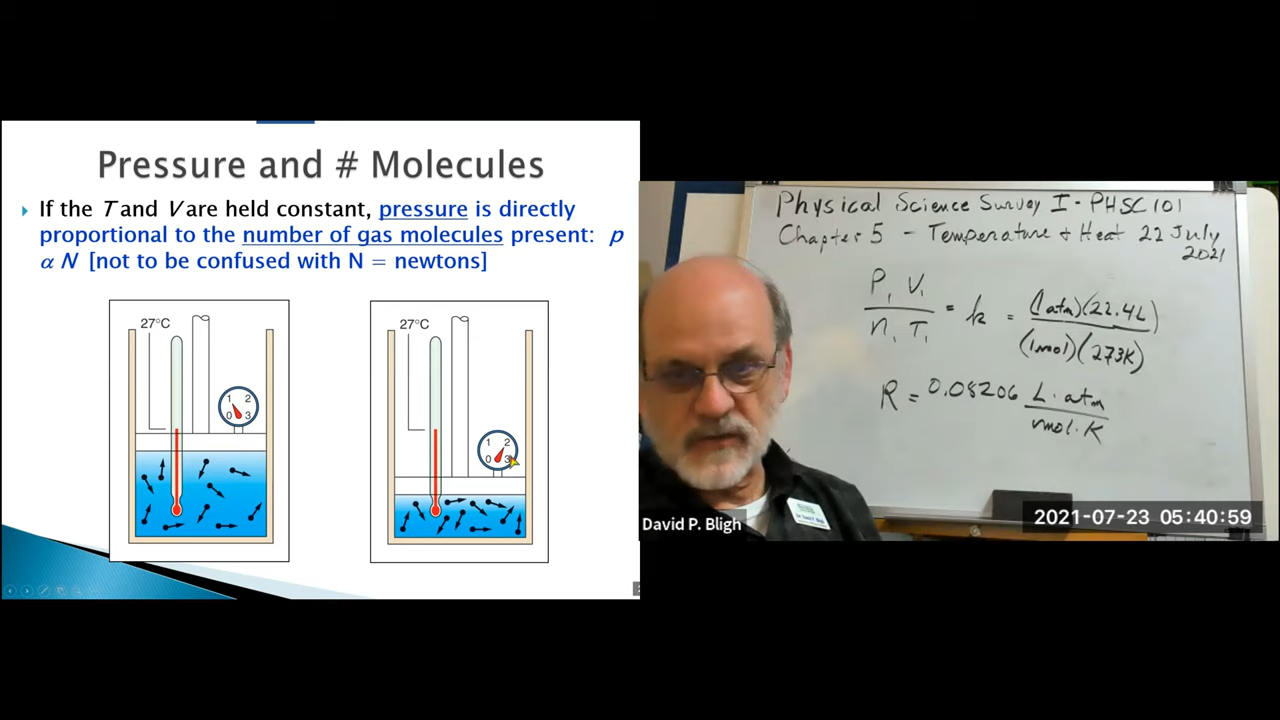 Pressure and # Molecules
If the T and V are held constant, pressure is directly
proportional to the number of gas molecules present: p
α N [not to be confused with N = newtons]
27°C
1 2
0 3
27°C
1 2
0 3
Physical Science Survey I - PHSC 101
Chapter 5 - Temperature + Heat 22 July
2021
P₁ V₁ / n₁ T₁ = k = (1 atm)(22.4L) / (1mol)(273K)
R = 0.08206 L·atm / mol·K
David P. Bligh
2021-07-23 05:40:59